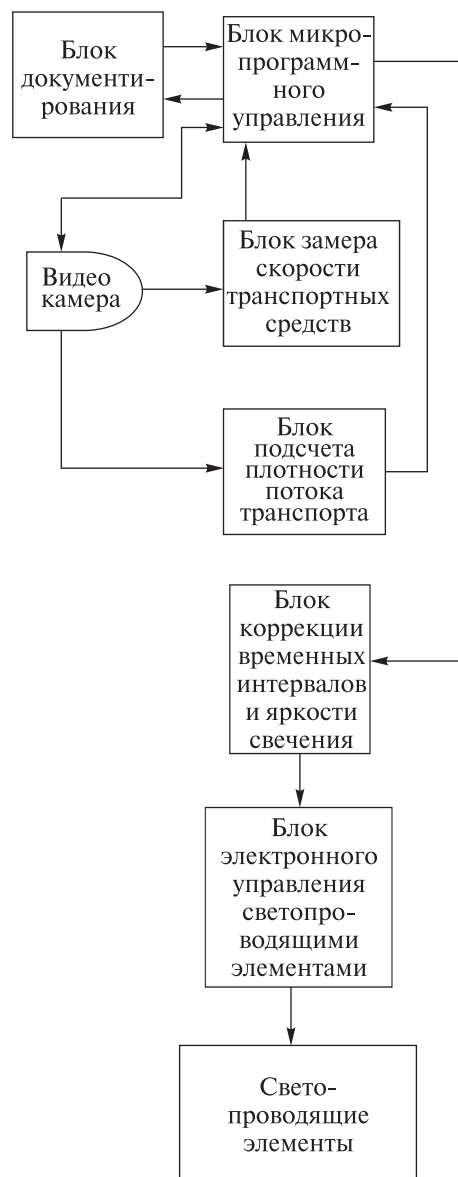 Блок
документи-
рования
Блок микро-
програм-
ного
управления
Видео
камера
Блок замера
скорости
транспортных
средств
Блок
подсчета
плотности
потока
транспорта
Блок
коррекции
временных
интервалов
и яркости
свечения
Блок
электронного
управления
светопро-
водящими
элементами
Свето-
проводящие
элементы